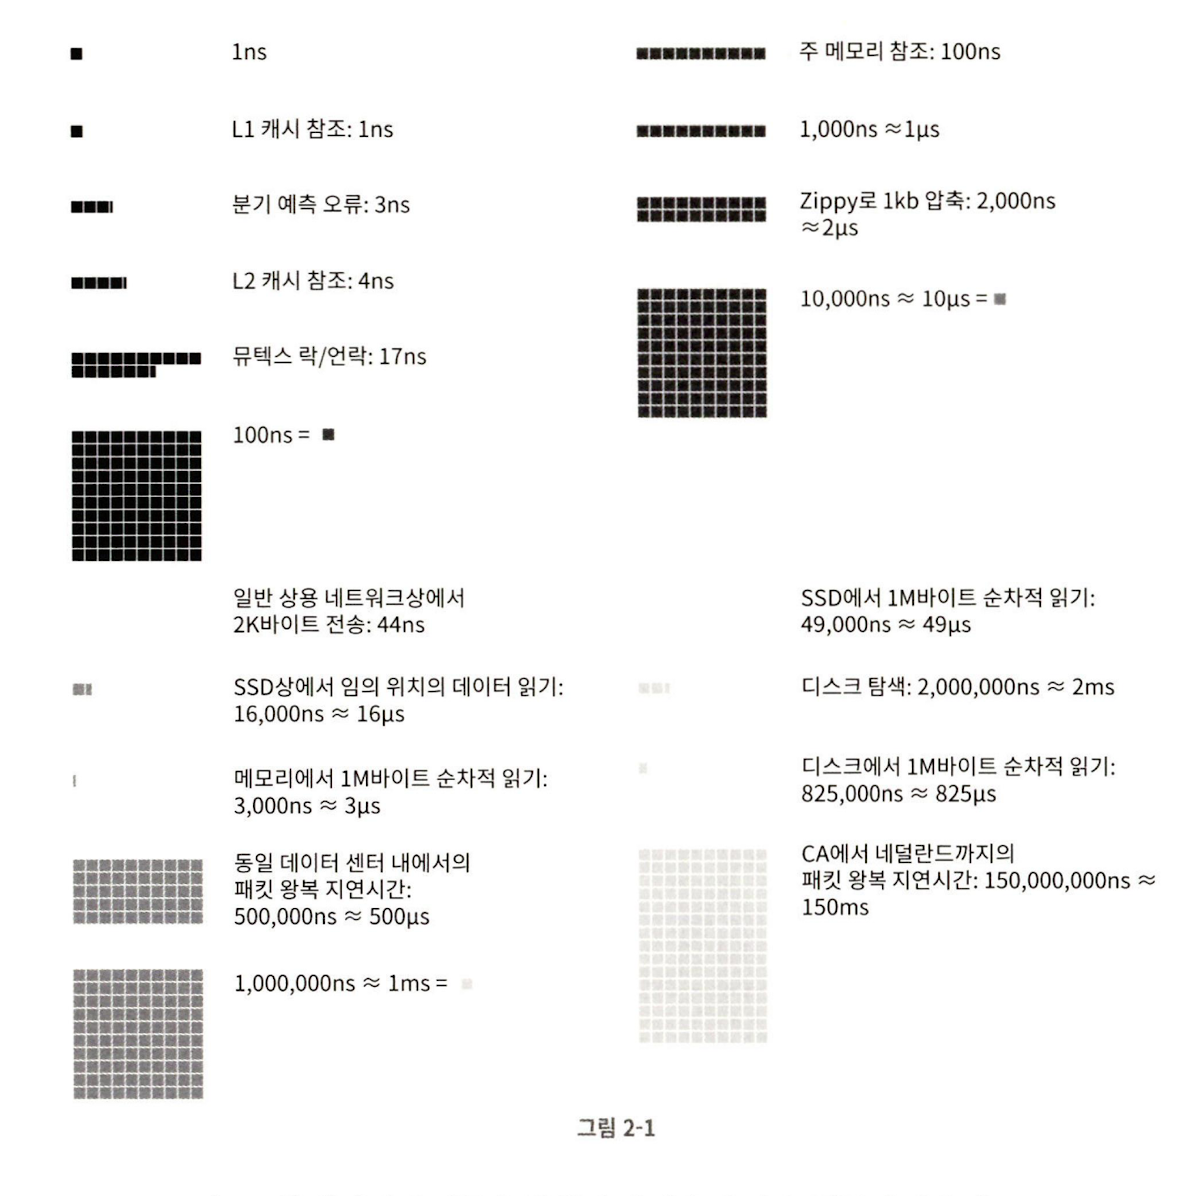 1ns
L1 캐시 참조: 1ns
분기 예측 오류: 3ns
L2 캐시 참조: 4ns
뮤텍스 락/언락: 17ns
100ns =
주 메모리 참조: 100ns
1,000ns ≈1μs
Zippy로 1kb 압축: 2,000ns
≈2μs
10,000ns ≈ 10μs =
일반 상용 네트워크상에서
2K바이트 전송: 44ns
SSD상에서 임의 위치의 데이터 읽기:
16,000ns ≈ 16μs
메모리에서 1M바이트 순차적 읽기:
3,000ns ≈ 3μs
동일 데이터 센터 내에서의
패킷 왕복 지연시간:
500,000ns ≈ 500μs
1,000,000ns ≈ 1ms =
SSD에서 1M바이트 순차적 읽기:
49,000ns ≈ 49μs
디스크 탐색: 2,000,000ns ≈ 2ms
디스크에서 1M바이트 순차적 읽기:
825,000ns ≈ 825μs
CA에서 네덜란드까지의
패킷 왕복 지연시간: 150,000,000ns ≈
150ms
그림 2-1